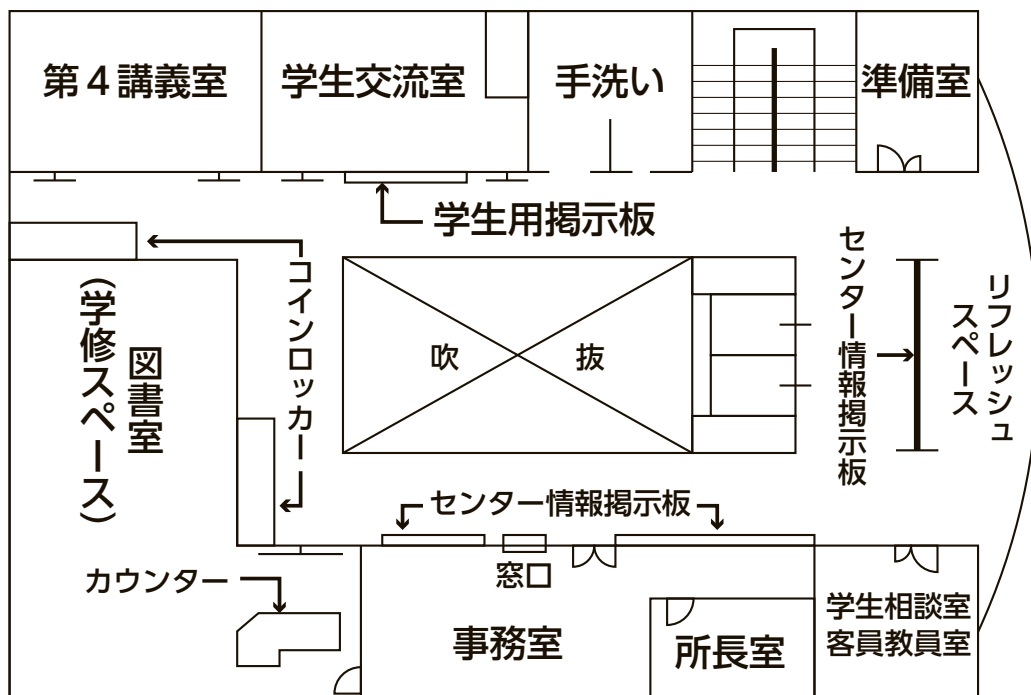 第4講義室
学生交流室
手洗い
準備室
学生用掲示板
コインロッカー
吹
抜
センター情報掲示板
リフレッシュ
スペース
図書室
(学修スペース)
センター情報掲示板
カウンター
窓口
事務室
所長室
学生相談室
客員教員室